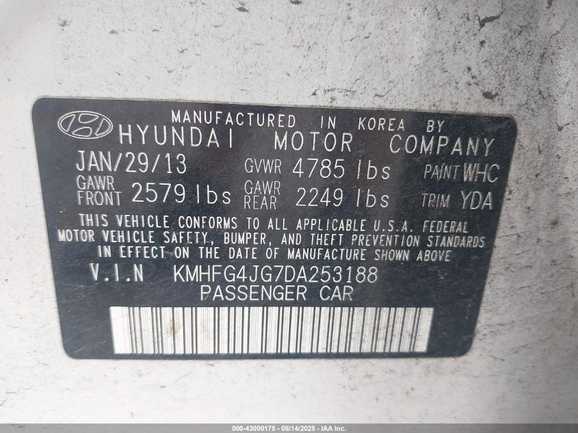 MANUFACTURED IN KOREA BY
HYUNDAI MOTOR COMPANY
JAN/29/13 GVWR 4785 lbs PAINT WHC
GAWR FRONT 2579 lbs GAWR REAR 2249 lbs TRIM YDA
THIS VEHICLE CONFORMS TO ALL APPLICABLE U.S.A. FEDERAL
MOTOR VEHICLE SAFETY, BUMPER, AND THEFT PREVENTION STANDARDS
IN EFFECT ON THE DATE OF MANUFACTURE SHOWN ABOVE
V.I.N KMHFG4JG7DA253188
PASSENGER CAR
000-43000175 - 08/14/2025 - IAA Inc.